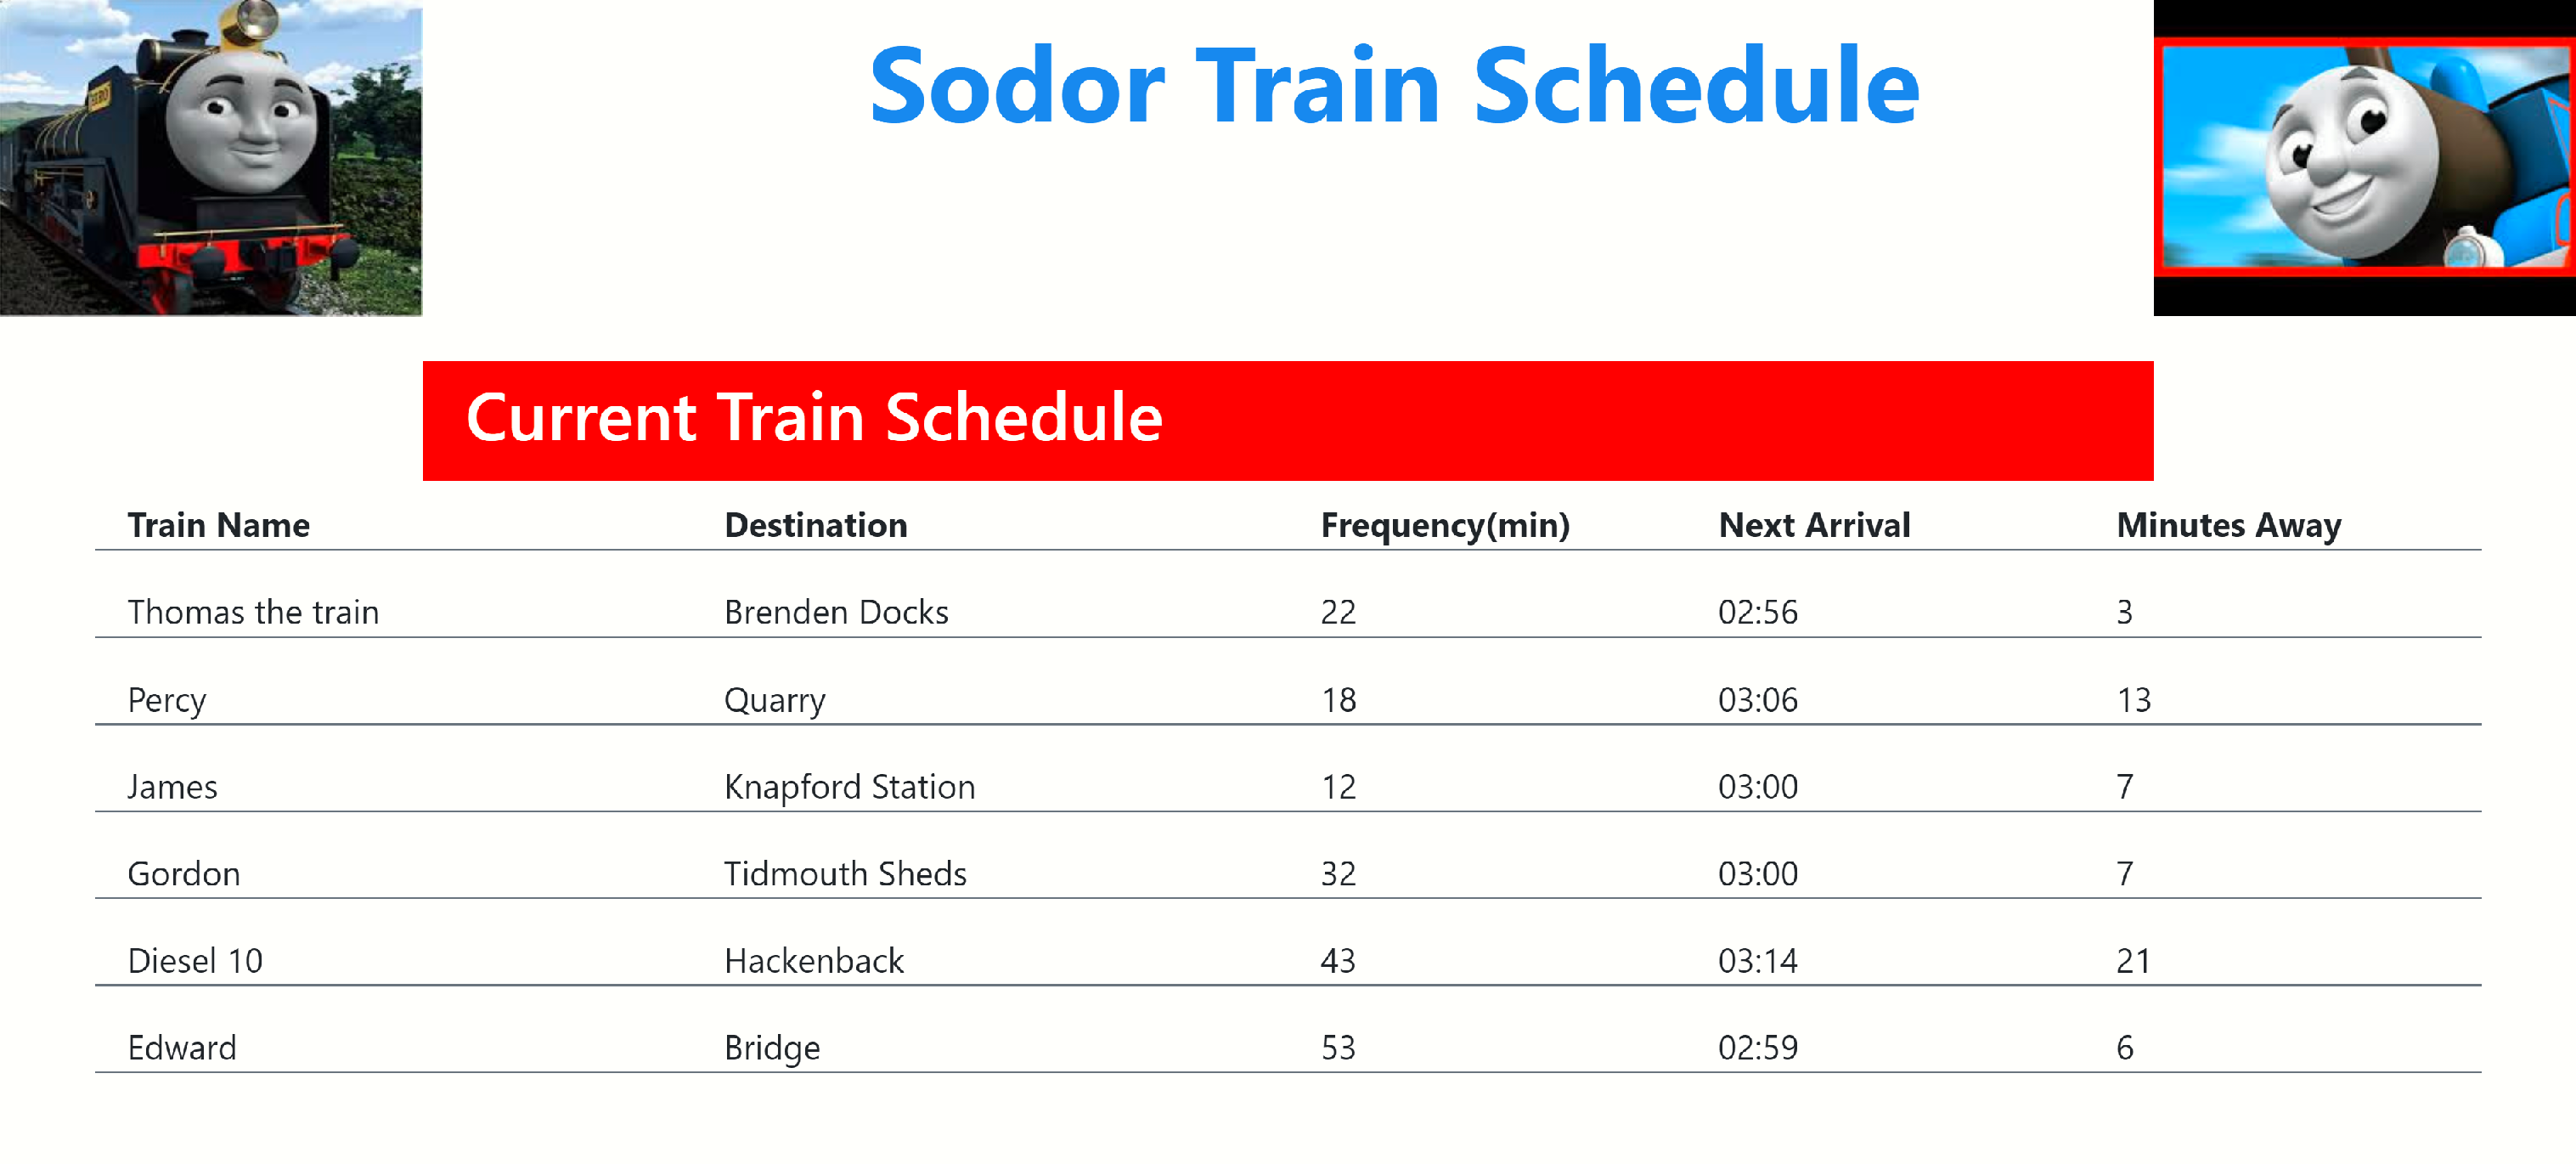 Sodor Train Schedule
Current Train Schedule
Train Name Destination Frequency(min) Next Arrival Minutes Away
Thomas the train Brenden Docks 22 02:56 3
Percy Quarry 18 03:06 13
James Knapford Station 12 03:00 7
Gordon Tidmouth Sheds 32 03:00 7
Diesel 10 Hackenback 43 03:14 21
Edward Bridge 53 02:59 6